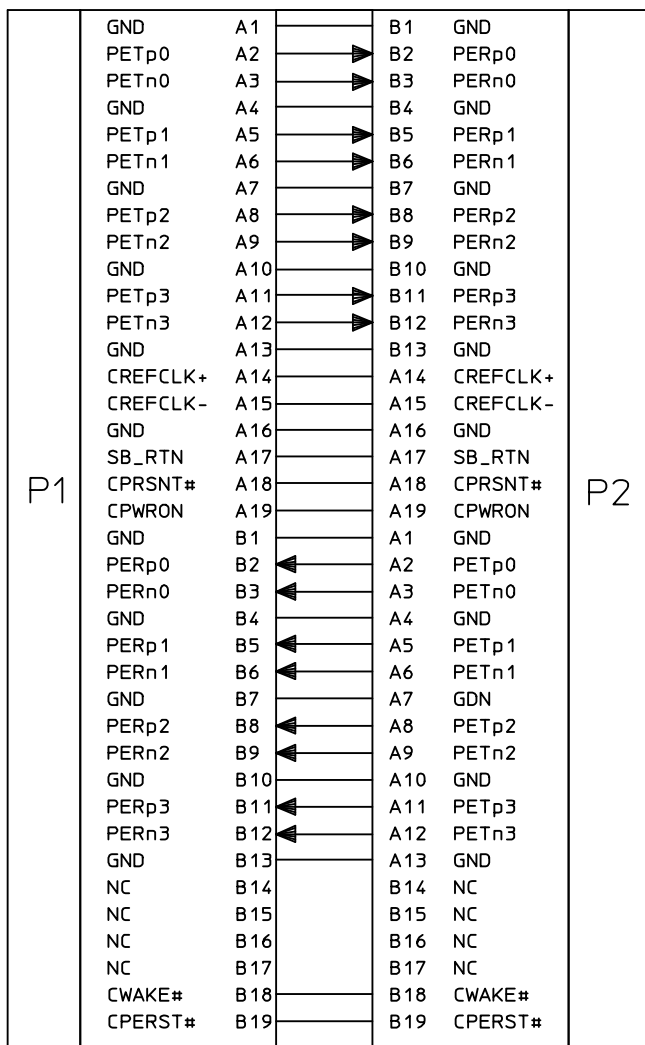 GND A1 B1 GND
PETp0 A2 B2 PERp0
PETn0 A3 B3 PERn0
GND A4 B4 GND
PETp1 A5 B5 PERp1
PETn1 A6 B6 PERn1
GND A7 B7 GND
PETp2 A8 B8 PERp2
PETn2 A9 B9 PERn2
GND A10 B10 GND
PETp3 A11 B11 PERp3
PETn3 A12 B12 PERn3
GND A13 B13 GND
CREFCLK+ A14 A14 CREFCLK+
CREFCLK- A15 A15 CREFCLK-
GND A16 A16 GND
SB_RTN A17 A17 SB_RTN
P1 CPRSNT# A18 A18 CPRSNT# P2
CPWRON A19 A19 CPWRON
GND B1 A1 GND
PERp0 B2 A2 PETp0
PERn0 B3 A3 PETn0
GND B4 A4 GND
PERp1 B5 A5 PETp1
PERn1 B6 A6 PETn1
GND B7 A7 GDN
PERp2 B8 A8 PETp2
PERn2 B9 A9 PETn2
GND B10 A10 GND
PERp3 B11 A11 PETp3
PERn3 B12 A12 PETn3
GND B13 A13 GND
NC B14 B14 NC
NC B15 B15 NC
NC B16 B16 NC
NC B17 B17 NC
CWAKE# B18 B18 CWAKE#
CPERST# B19 B19 CPERST#